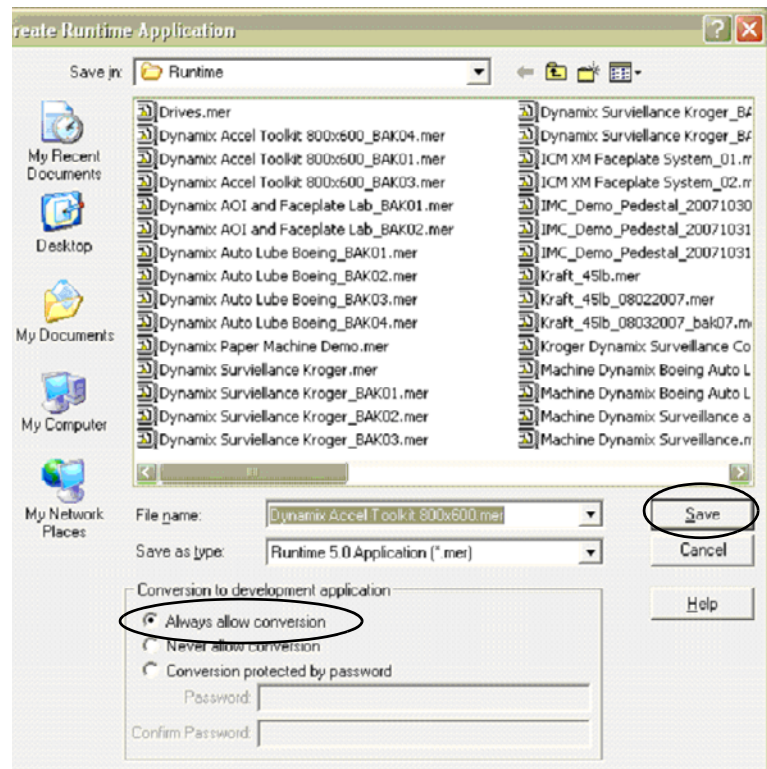 reate Runtime Application
Save in:
Runtime
My Recent
Documents
Desktop
My Documents
My Computer
My Network
Places
Drives.mer
Dynamix Accel Toolkit 800x600_BAK04.mer
Dynamix Accel Toolkit 800x600_BAK01.mer
Dynamix Accel Toolkit 800x600_BAK03.mer
Dynamix AOI and Faceplate Lab_BAK01.mer
Dynamix AOI and Faceplate Lab_BAK02.mer
Dynamix Auto Lube Boeing_BAK01.mer
Dynamix Auto Lube Boeing_BAK02.mer
Dynamix Auto Lube Boeing_BAK03.mer
Dynamix Auto Lube Boeing_BAK04.mer
Dynamix Paper Machine Demo.mer
Dynamix Surviellance Kroger.mer
Dynamix Surviellance Kroger_BAK01.mer
Dynamix Surviellance Kroger_BAK02.mer
Dynamix Surviellance Kroger_BAK03.mer
Dynamix Surviellance Kroger_BA
Dynamix Surviellance Kroger_BA
ICM XM Faceplate System_01.m
ICM XM Faceplate System_02.m
IMC_Demo_Pedestal_20071030
IMC_Demo_Pedestal_20071031
IMC_Demo_Pedestal_20071031
Kraft_45lb.mer
Kraft_45lb_08022007.mer
Kraft_45lb_08032007_bak07.m
Kroger Dynamix Surveillance Co
Machine Dynamix Boeing Auto L
Machine Dynamix Boeing Auto L
Machine Dynamix Surveillance a
Machine Dynamix Surveillance.m
File name:
Dynamix Accel Toolkit 800x600.mer
Save
Save as type:
Runtime 5.0 Application (*.mer)
Cancel
Conversion to development application
Help
Always allow conversion
Never allow conversion
Conversion protected by password
Password:
Confirm Password: